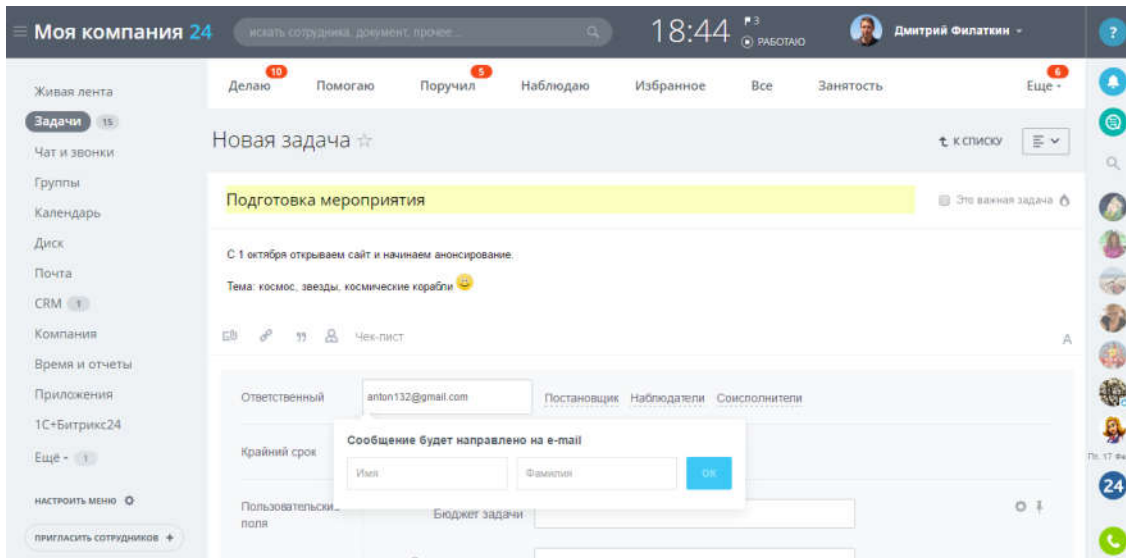 Моя компания 24
искать сотрудника, документ, прочее...
18:44
3
РАБОТАЮ
Дмитрий Филаткин
?
Живая лента
Задачи 15
Чат и звонки
Группы
Календарь
Диск
Почта
CRM 1
Компания
Время и отчеты
Приложения
1С+Битрикс24
Ещё 1
НАСТРОИТЬ МЕНЮ
ПРИГЛАСИТЬ СОТРУДНИКОВ +
10 5 6
Делаю Помогаю Поручил Наблюдаю Избранное Все Занятость Еще
Новая задача
К СПИСКУ
Подготовка мероприятия
Это важная задача
С 1 октября открываем сайт и начинаем анонсирование.
Тема: космос, звезды, космические корабли
Чек-лист
A
Ответственный anton132@gmail.com Постановщик Наблюдатели Соисполнители
Крайний срок
Сообщение будет направлено на e-mail
Имя Фамилия ОК
Пользовательски
поля
Бюджет задачи
Пт, 17 Фе
24